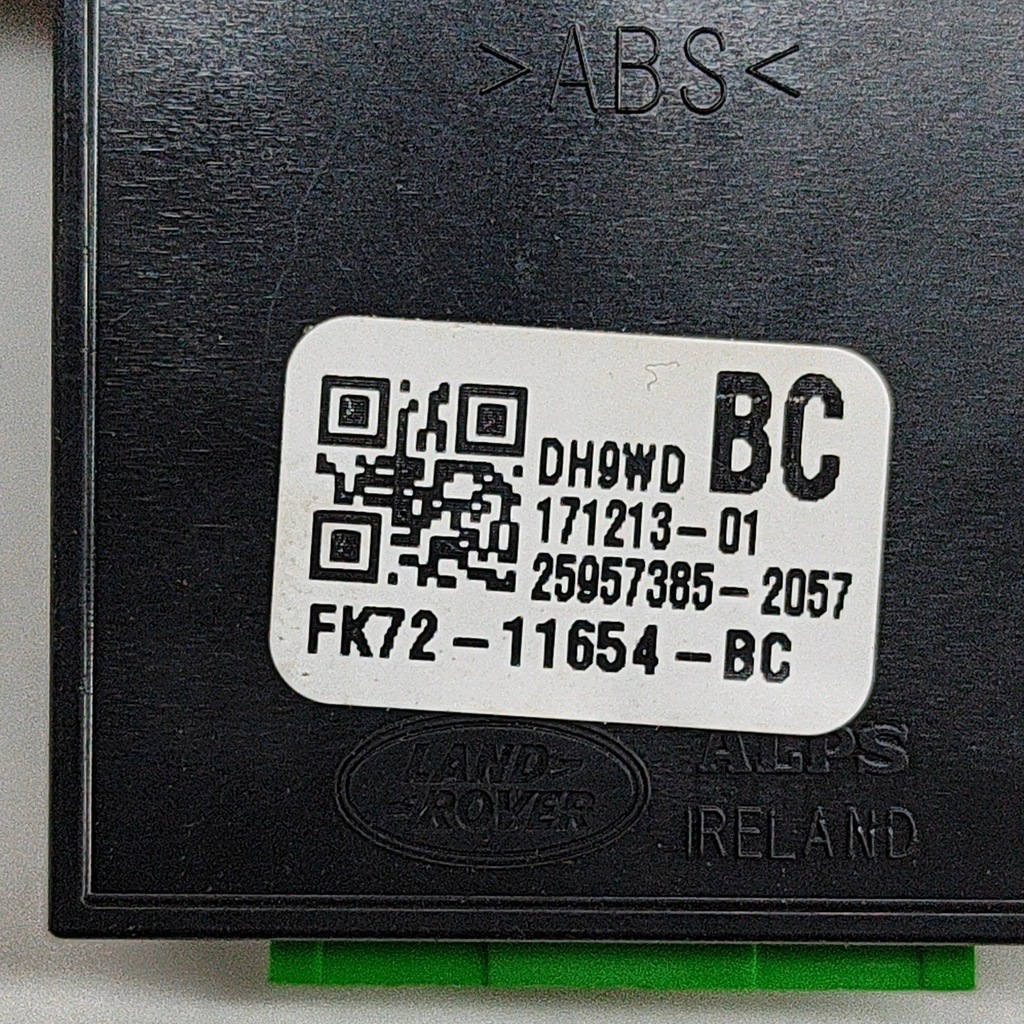 >ABS<
BC
DH9WD
171213-01
25957385-2057
FK72-11654-BC
LAND
ROVER
ALPS
IRELAND